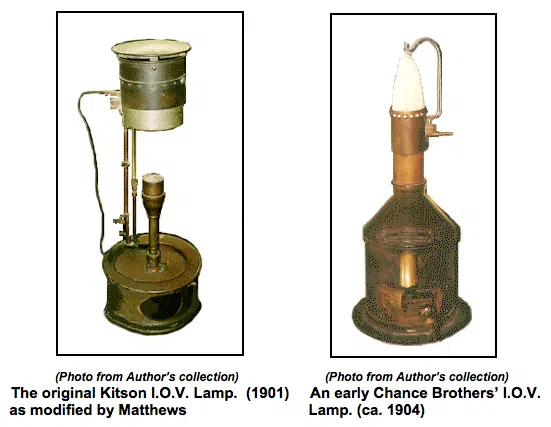 (Photo from Author's collection)
The original Kitson I.O.V. Lamp. (1901)
as modified by Matthews
(Photo from Author's collection)
An early Chance Brothers' I.O.V.
Lamp. (ca. 1904)